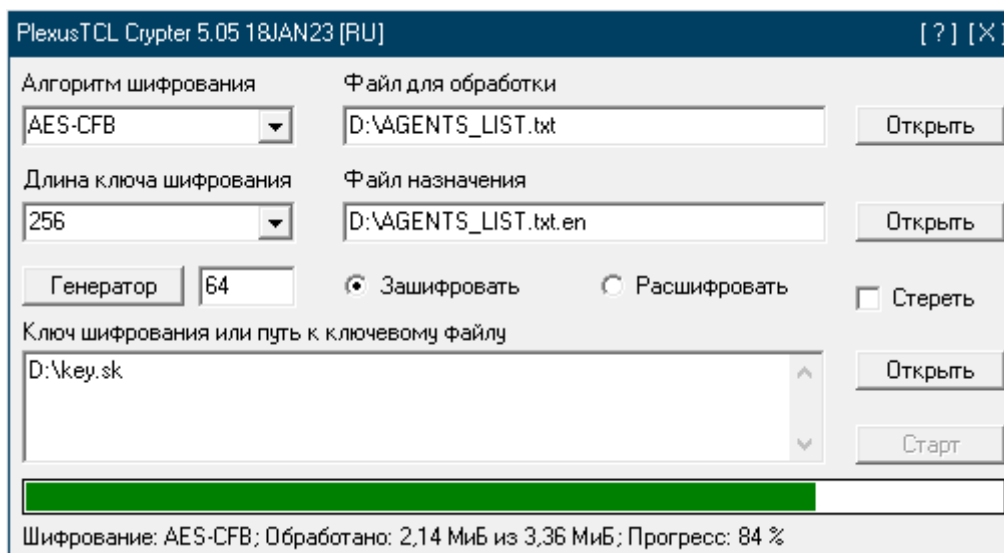 PlexusTCL Crypter 5.05 18JAN23 [RU] [ ? ] [X]
Алгоритм шифрования Файл для обработки
AES-CFB D:\AGENTS_LIST.txt Открыть
Длина ключа шифрования Файл назначения
256 D:\AGENTS_LIST.txt.en Открыть
Генератор 64 Зашифровать Расшифровать Стереть
Ключ шифрования или путь к ключевому файлу
D:\key.sk Открыть
Старт
Шифрование: AES-CFB; Обработано: 2,14 МиБ из 3,36 МиБ; Прогресс: 84 %